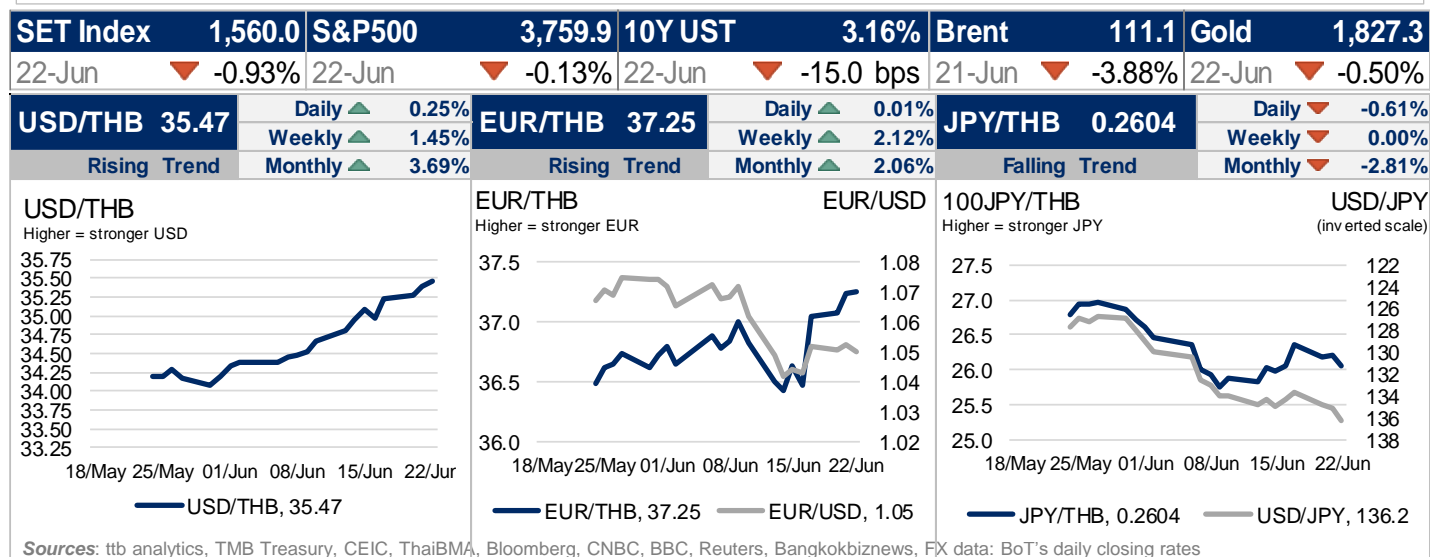 SET Index 1,560.0 S&P500 3,759.9 10Y UST 3.16% Brent 111.1 Gold 1,827.3
22-Jun -0.93% 22-Jun -0.13% 22-Jun -15.0 bps 21-Jun -3.88% 22-Jun -0.50%
USD/THB 35.47
Daily 0.25%
Weekly 1.45%
Rising Trend Monthly 3.69%
EUR/THB 37.25
Daily 0.01%
Weekly 2.12%
Rising Trend Monthly 2.06%
JPY/THB 0.2604
Daily -0.61%
Weekly 0.00%
Falling Trend Monthly -2.81%
USD/THB
Higher = stronger USD
35.75
35.50
35.25
35.00
34.75
34.50
34.25
34.00
33.75
33.50
33.25
18/May 25/May 01/Jun 08/Jun 15/Jun 22/Jun
USD/THB, 35.47
EUR/THB EUR/USD
Higher = stronger EUR
37.5 1.08
1.07
37.0 1.06
1.05
36.5 1.04
1.03
36.0 1.02
18/May 25/May 01/Jun 08/Jun 15/Jun 22/Jun
EUR/THB, 37.25 EUR/USD, 1.05
100JPY/THB USD/JPY
Higher = stronger JPY (inverted scale)
27.5 122
124
27.0 126
26.5 128
130
26.0 132
134
25.5 136
25.0 138
18/May 25/May 01/Jun 08/Jun 15/Jun 22/Jun
JPY/THB, 0.2604 USD/JPY, 136.2
Sources: ttb analytics, TMB Treasury, CEIC, ThaiBMA, Bloomberg, CNBC, BBC, Reuters, Bangkokbiznews, FX data: BoT's daily closing rates